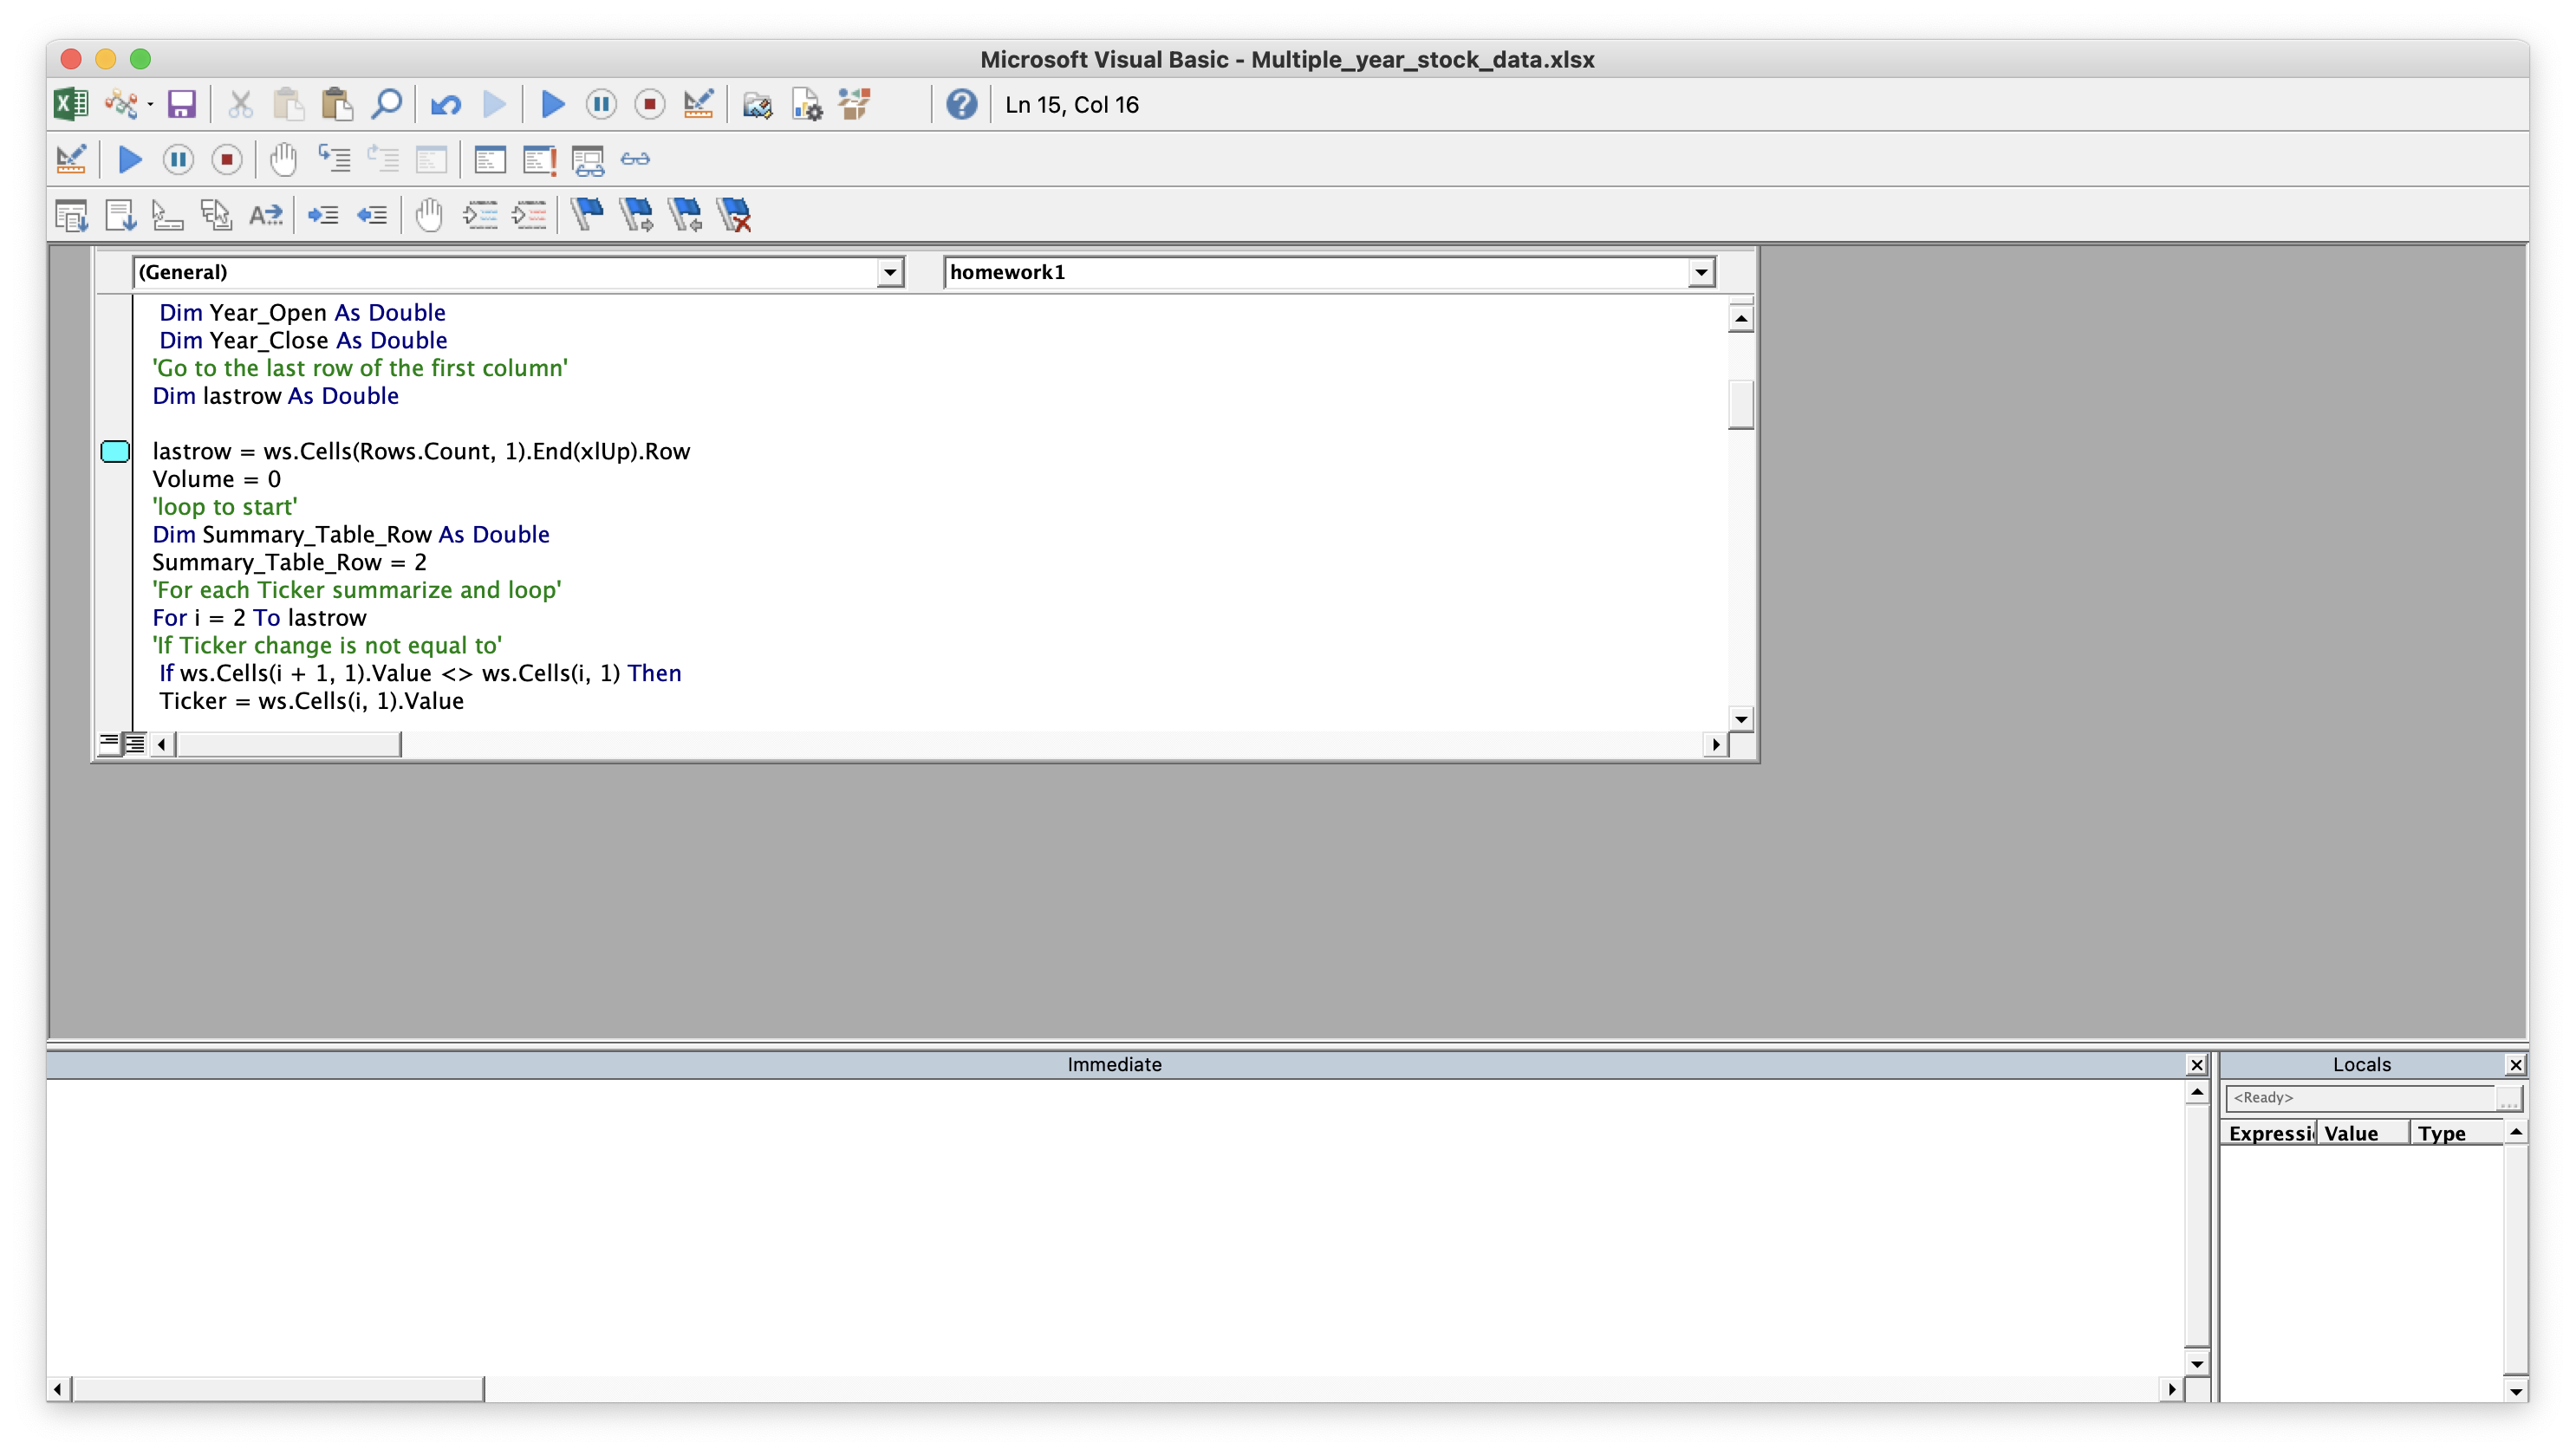 Microsoft Visual Basic - Multiple_year_stock_data.xlsx
Ln 15, Col 16
(General)
homework1
Dim Year_Open As Double
Dim Year_Close As Double
'Go to the last row of the first column'
Dim lastrow As Double
lastrow = ws.Cells(Rows.Count, 1).End(xlUp).Row
Volume = 0
'loop to start'
Dim Summary_Table_Row As Double
Summary_Table_Row = 2
'For each Ticker summarize and loop'
For i = 2 To lastrow
'If Ticker change is not equal to'
If ws.Cells(i + 1, 1).Value <> ws.Cells(i, 1) Then
Ticker = ws.Cells(i, 1).Value
Immediate
Locals
<Ready>
...
Expressi
Value
Type